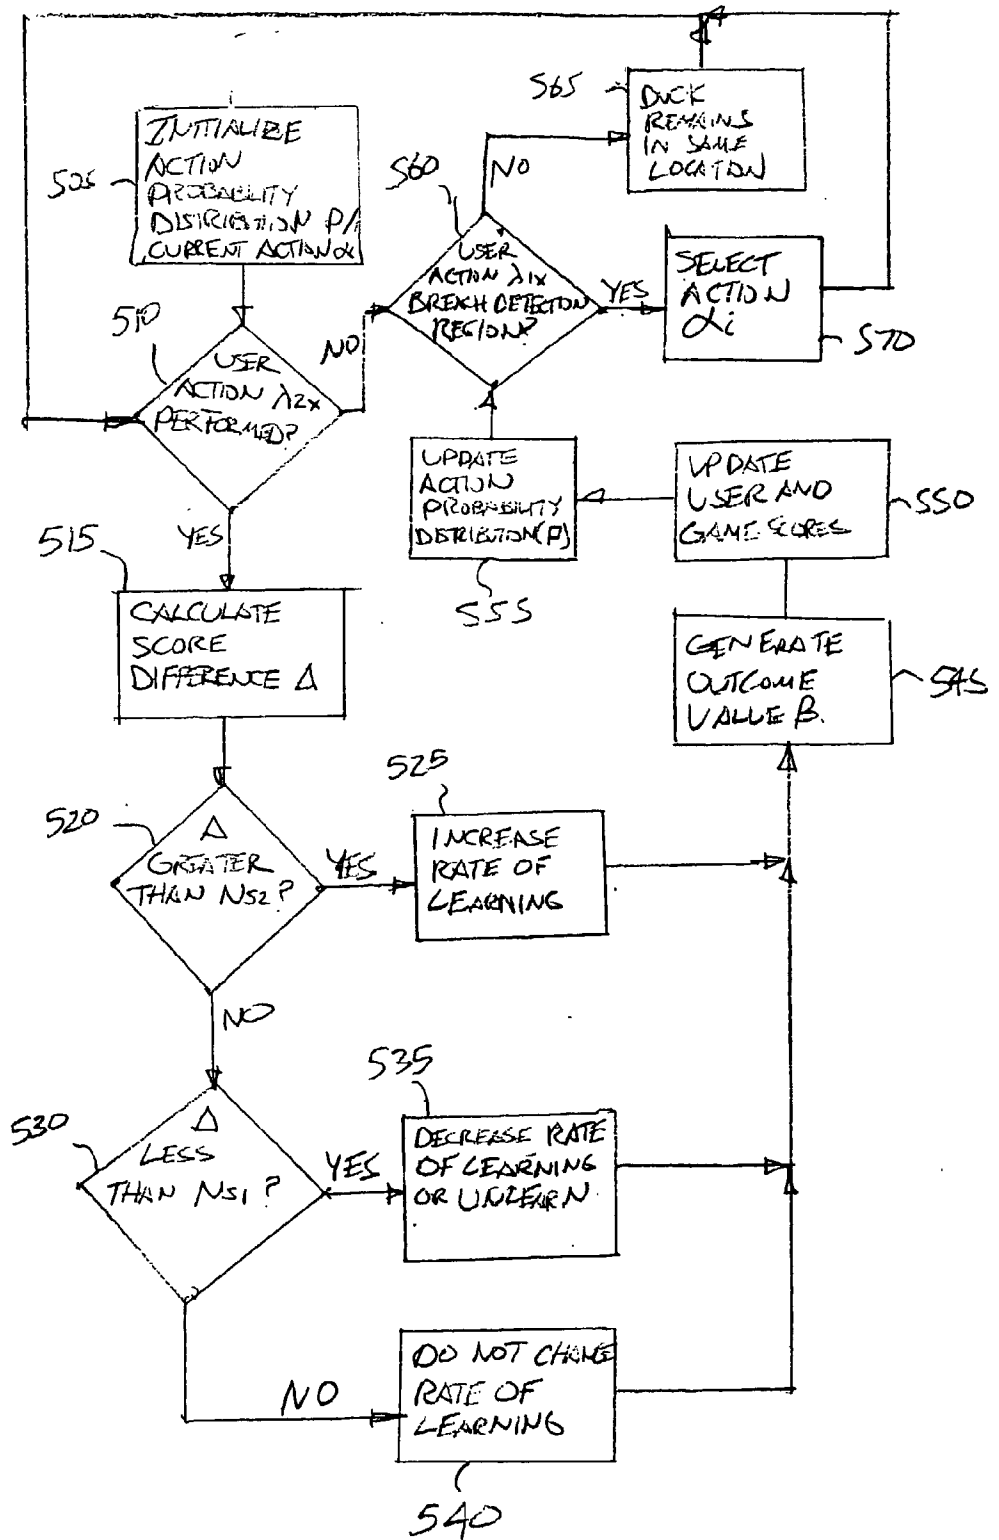 505
INITIALIZE
ACTION
PROBABILITY
DISTRIBUTION P/
CURRENT ACTION α
510
USER
ACTION λ2x
PERFORMED?
NO
YES
560
USER
ACTION λ1x
BREACH DETECTION
REGION?
NO
YES
565
DUCK
REMAINS
IN SAME
LOCATION
SELECT
ACTION
αi
570
515
CALCULATE
SCORE
DIFFERENCE Δ
UPDATE
ACTION
PROBABILITY
DISTRIBUTION (P)
555
UPDATE
USER AND
GAME SCORES
550
GENERATE
OUTCOME
VALUE β.
545
520
Δ
GREATER
THAN NS2?
YES
NO
525
INCREASE
RATE OF
LEARNING
530
Δ
LESS
THAN NS1?
YES
NO
535
DECREASE RATE
OF LEARNING
OR UNLEARN
DO NOT CHANGE
RATE OF
LEARNING
540